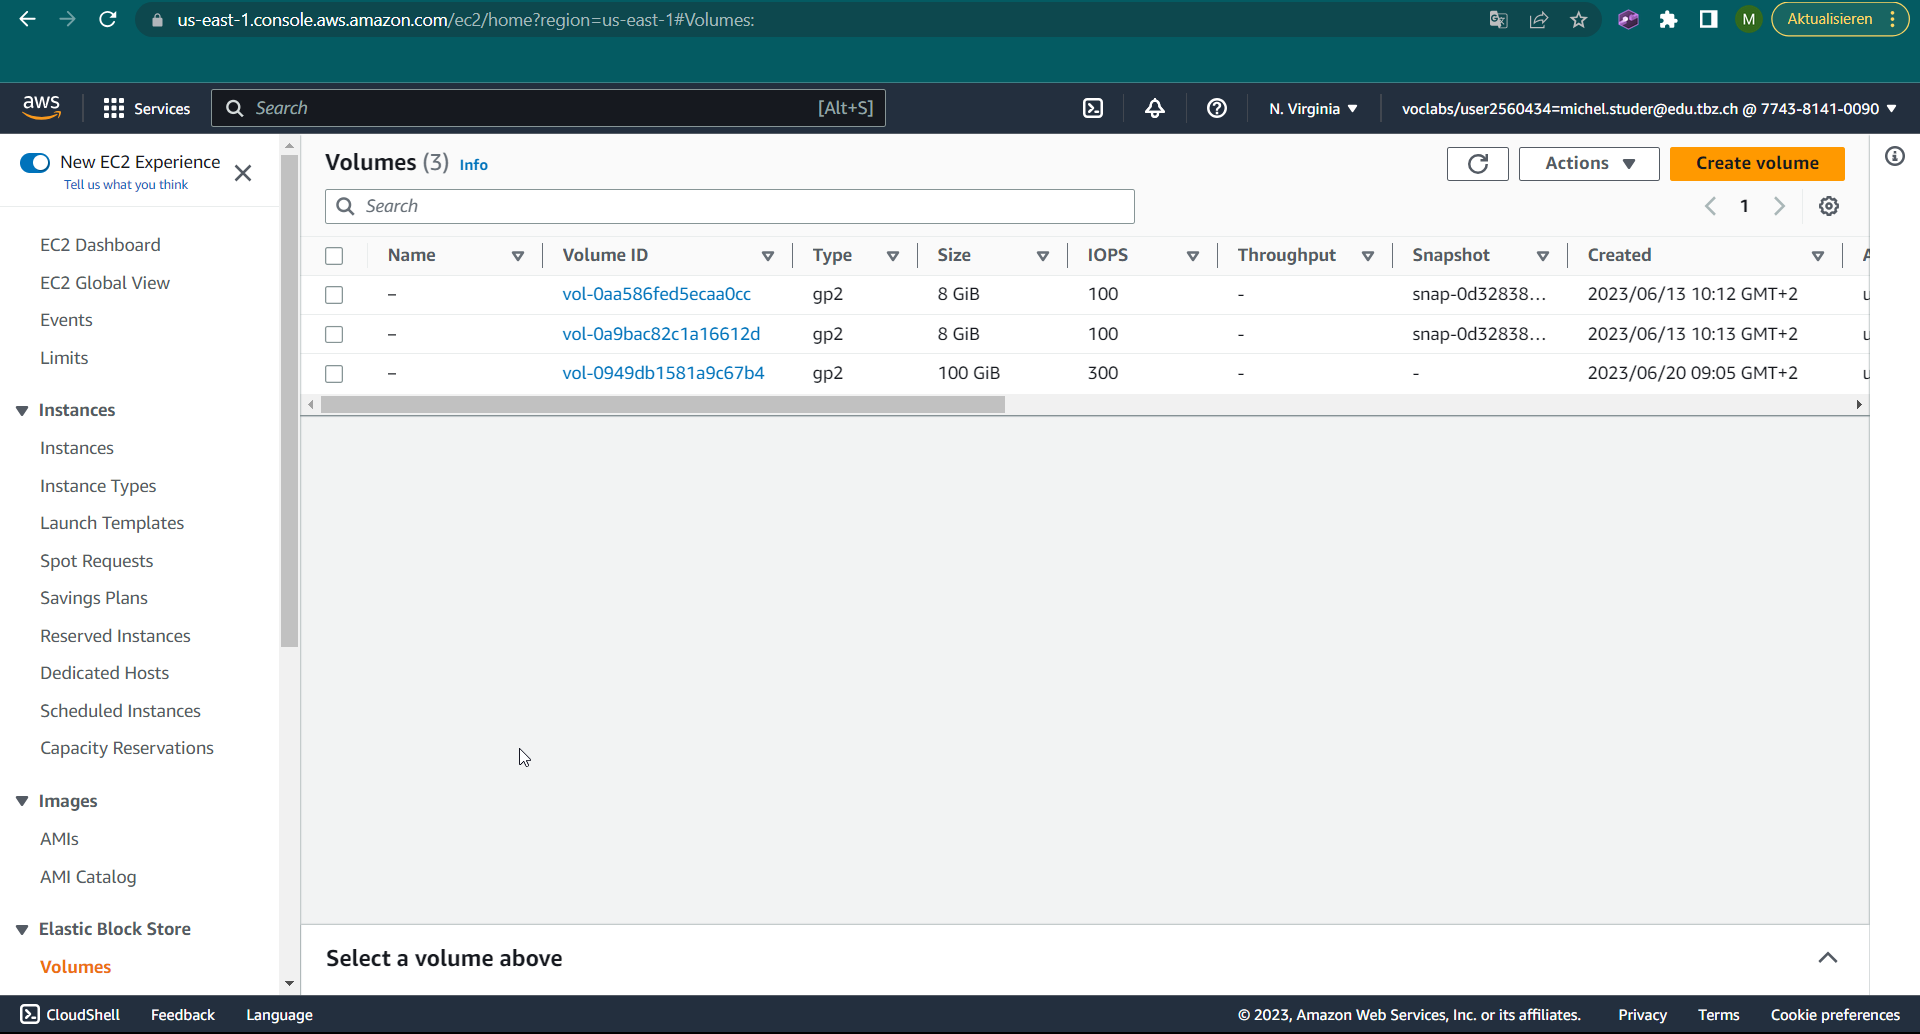 us-east-1.console.aws.amazon.com/ec2/home?region=us-east-1#Volumes:
M
Aktualisieren
aws
Services
Search
[Alt+S]
N. Virginia
voclabs/user2560434=michel.studer@edu.tbz.ch @ 7743-8141-0090
New EC2 Experience
Tell us what you think
EC2 Dashboard
EC2 Global View
Events
Limits
Instances
Instances
Instance Types
Launch Templates
Spot Requests
Savings Plans
Reserved Instances
Dedicated Hosts
Scheduled Instances
Capacity Reservations
Images
AMIs
AMI Catalog
Elastic Block Store
Volumes
Volumes (3) Info
Actions
Create volume
Search
1
Name Volume ID Type Size IOPS Throughput Snapshot Created
– vol-0aa586fed5ecaa0cc gp2 8 GiB 100 - snap-0d32838... 2023/06/13 10:12 GMT+2
– vol-0a9bac82c1a16612d gp2 8 GiB 100 - snap-0d32838... 2023/06/13 10:13 GMT+2
– vol-0949db1581a9c67b4 gp2 100 GiB 300 - - 2023/06/20 09:05 GMT+2
Select a volume above
CloudShell Feedback Language
© 2023, Amazon Web Services, Inc. or its affiliates. Privacy Terms Cookie preferences